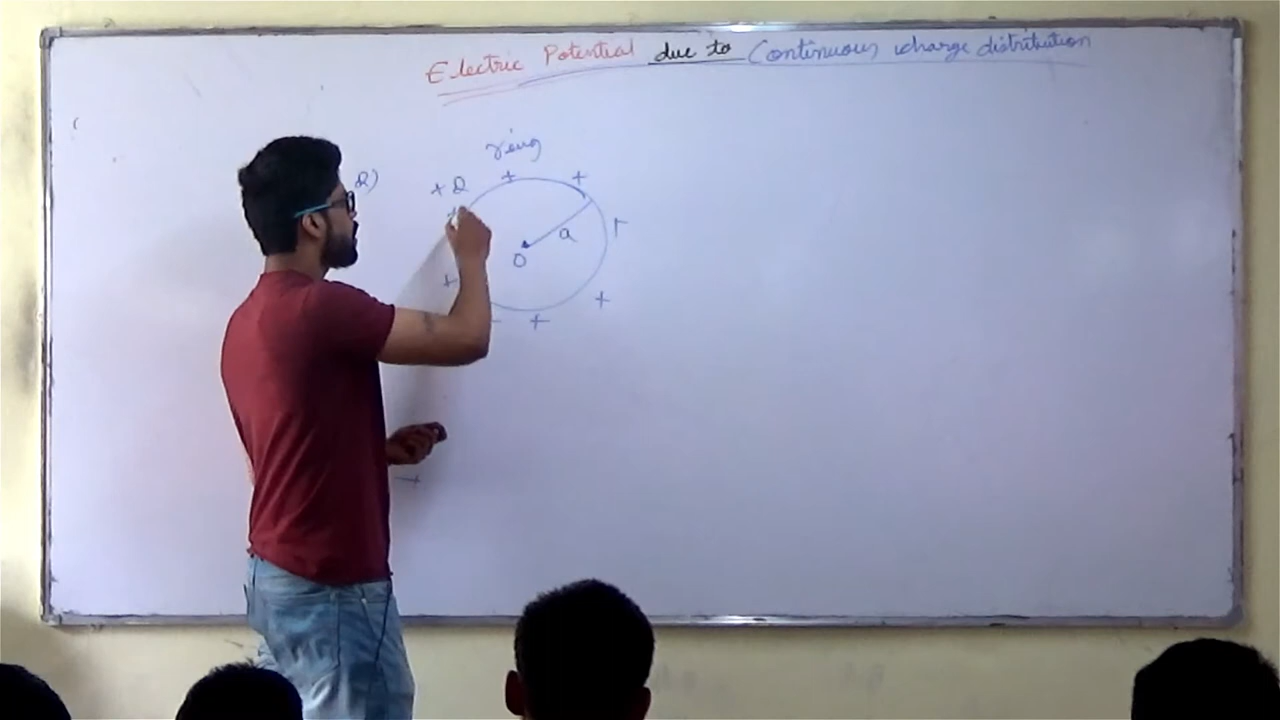 Electric Potential due to Continuous charge distribution
ring
+ Q
+ +
a
O
+
+
+